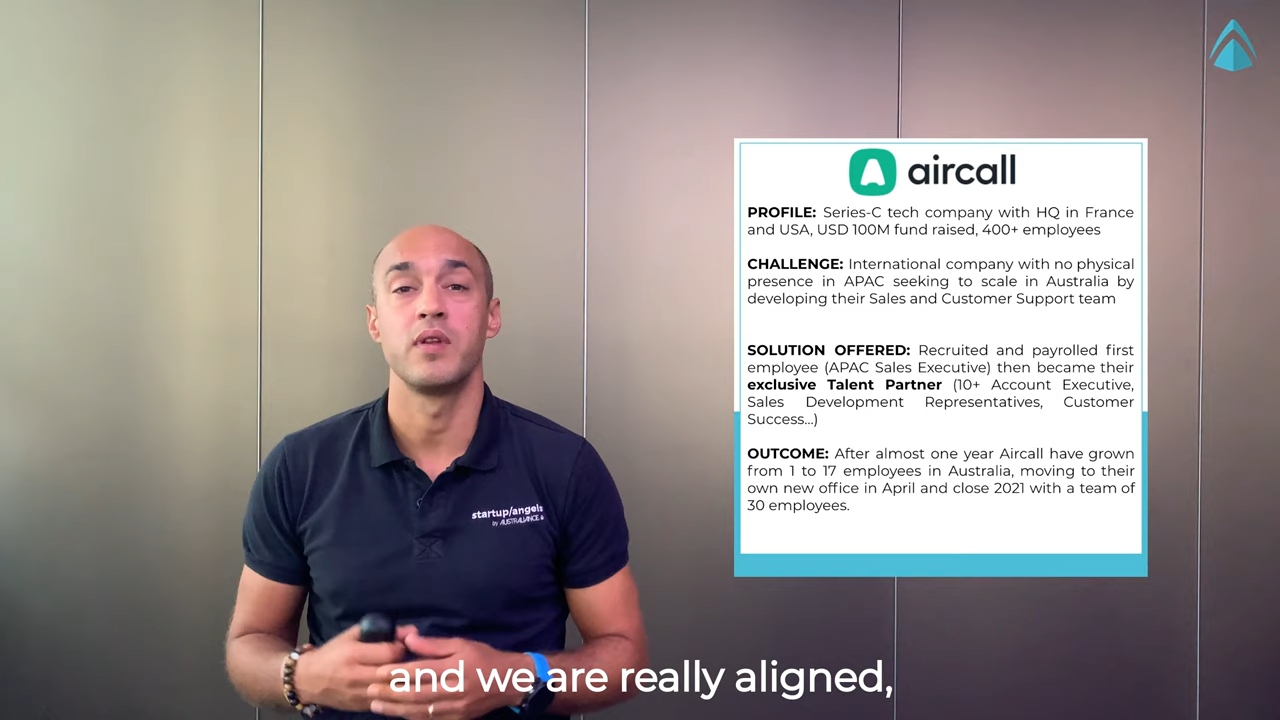 aircall
PROFILE: Series-C tech company with HQ in France
and USA, USD 100M fund raised, 400+ employees
CHALLENGE: International company with no physical
presence in APAC seeking to scale in Australia by
developing their Sales and Customer Support team
SOLUTION OFFERED: Recruited and payrolled first
employee (APAC Sales Executive) then became their
exclusive Talent Partner (10+ Account Executive,
Sales Development Representatives, Customer
Success...)
OUTCOME: After almost one year Aircall have grown
from 1 to 17 employees in Australia, moving to their
own new office in April and close 2021 with a team of
30 employees.
startup/angels
by AUSTRALIANCE
and we are really aligned,